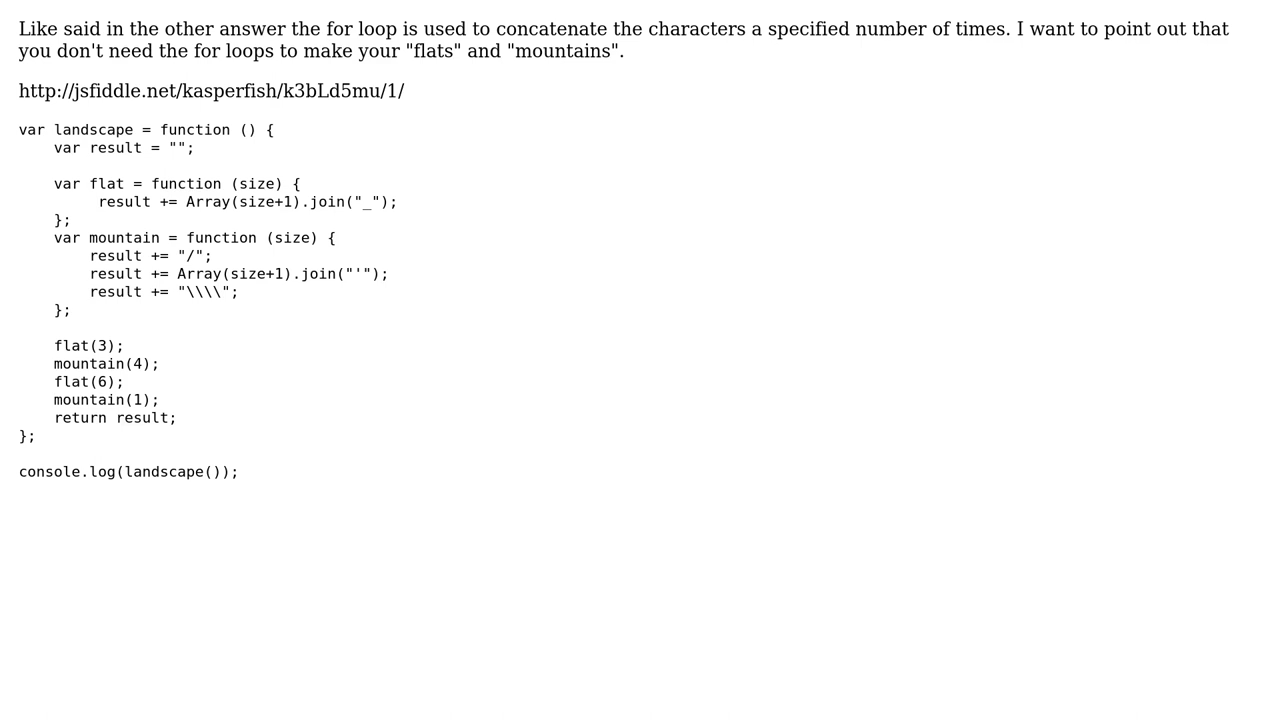 Like said in the other answer the for loop is used to concatenate the characters a specified number of times. I want to point out that
you don't need the for loops to make your "flats" and "mountains".
http://jsfiddle.net/kasperfish/k3bLd5mu/1/
var landscape = function () {
    var result = "";

    var flat = function (size) {
         result += Array(size+1).join("_");
    };
    var mountain = function (size) {
        result += "/";
        result += Array(size+1).join("'");
        result += "\\\\";
    };

    flat(3);
    mountain(4);
    flat(6);
    mountain(1);
    return result;
};

console.log(landscape());